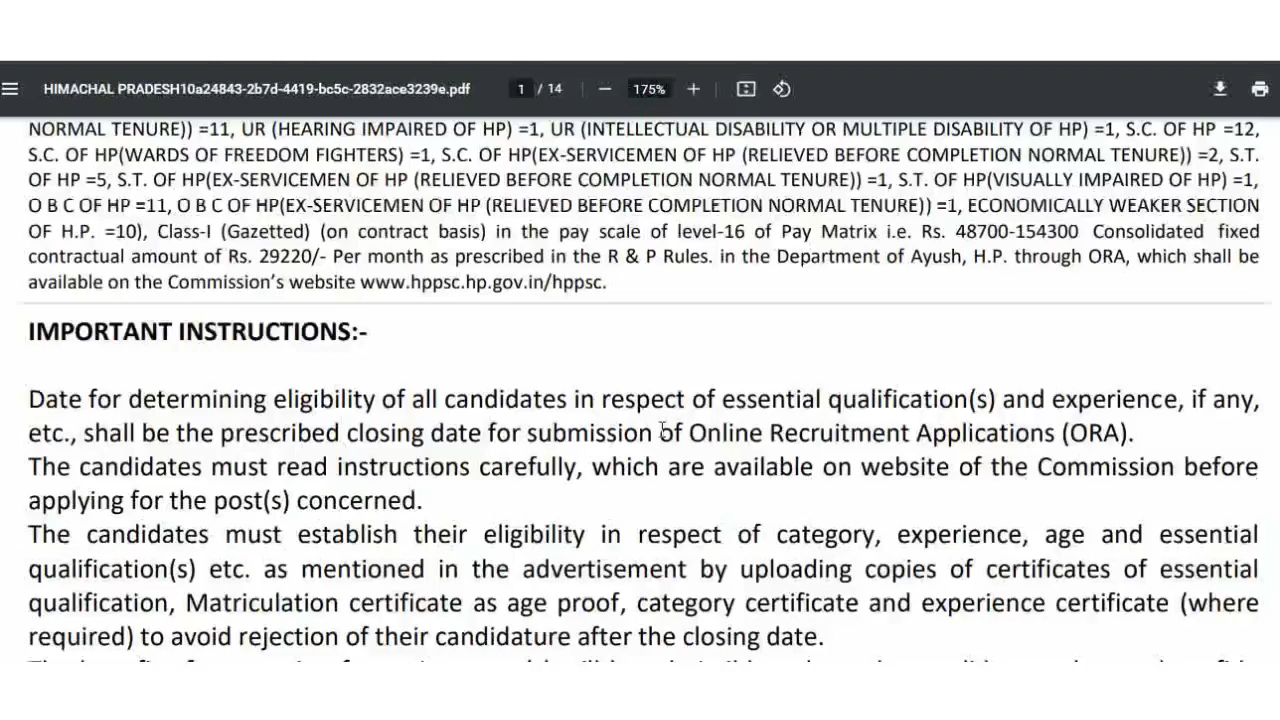 HIMACHAL PRADESH10a24843-2b7d-4419-bc5c-2832ace3239e.pdf 1 / 14 − 175% +
NORMAL TENURE)) =11, UR (HEARING IMPAIRED OF HP) =1, UR (INTELLECTUAL DISABILITY OR MULTIPLE DISABILITY OF HP) =1, S.C. OF HP =12,
S.C. OF HP(WARDS OF FREEDOM FIGHTERS) =1, S.C. OF HP(EX-SERVICEMEN OF HP (RELIEVED BEFORE COMPLETION NORMAL TENURE)) =2, S.T.
OF HP =5, S.T. OF HP(EX-SERVICEMEN OF HP (RELIEVED BEFORE COMPLETION NORMAL TENURE)) =1, S.T. OF HP(VISUALLY IMPAIRED OF HP) =1,
O B C OF HP =11, O B C OF HP(EX-SERVICEMEN OF HP (RELIEVED BEFORE COMPLETION NORMAL TENURE)) =1, ECONOMICALLY WEAKER SECTION
OF H.P. =10), Class-I (Gazetted) (on contract basis) in the pay scale of level-16 of Pay Matrix i.e. Rs. 48700-154300 Consolidated fixed
contractual amount of Rs. 29220/- Per month as prescribed in the R & P Rules. in the Department of Ayush, H.P. through ORA, which shall be
available on the Commission's website www.hppsc.hp.gov.in/hppsc.
IMPORTANT INSTRUCTIONS:-
Date for determining eligibility of all candidates in respect of essential qualification(s) and experience, if any,
etc., shall be the prescribed closing date for submission of Online Recruitment Applications (ORA).
The candidates must read instructions carefully, which are available on website of the Commission before
applying for the post(s) concerned.
The candidates must establish their eligibility in respect of category, experience, age and essential
qualification(s) etc. as mentioned in the advertisement by uploading copies of certificates of essential
qualification, Matriculation certificate as age proof, category certificate and experience certificate (where
required) to avoid rejection of their candidature after the closing date.